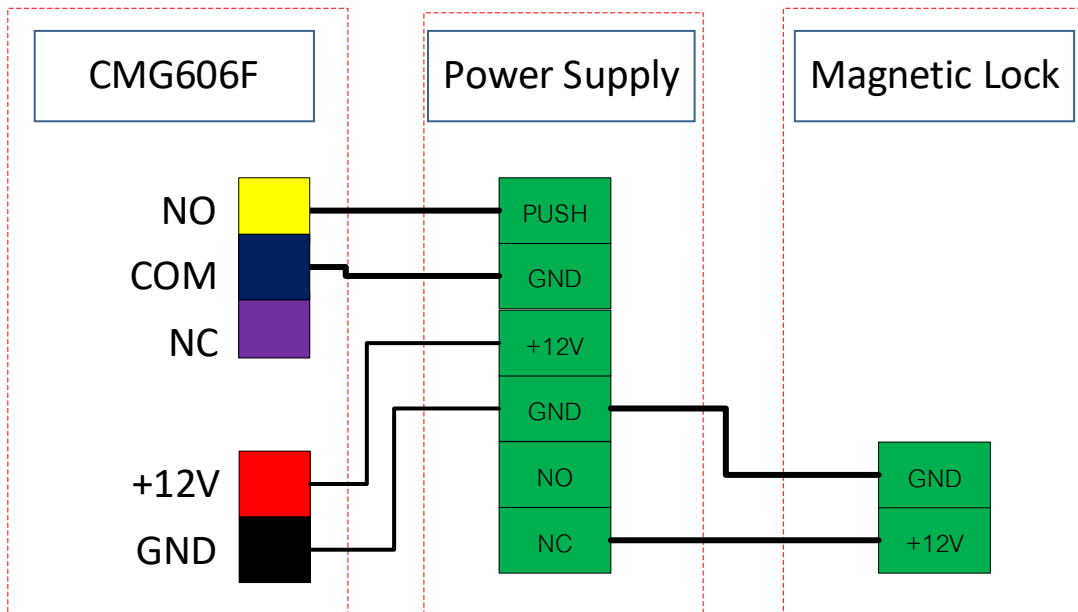 CMG606F
Power Supply
Magnetic Lock
NO
COM
NC
+12V
GND
PUSH
GND
+12V
GND
NO
NC
GND
+12V